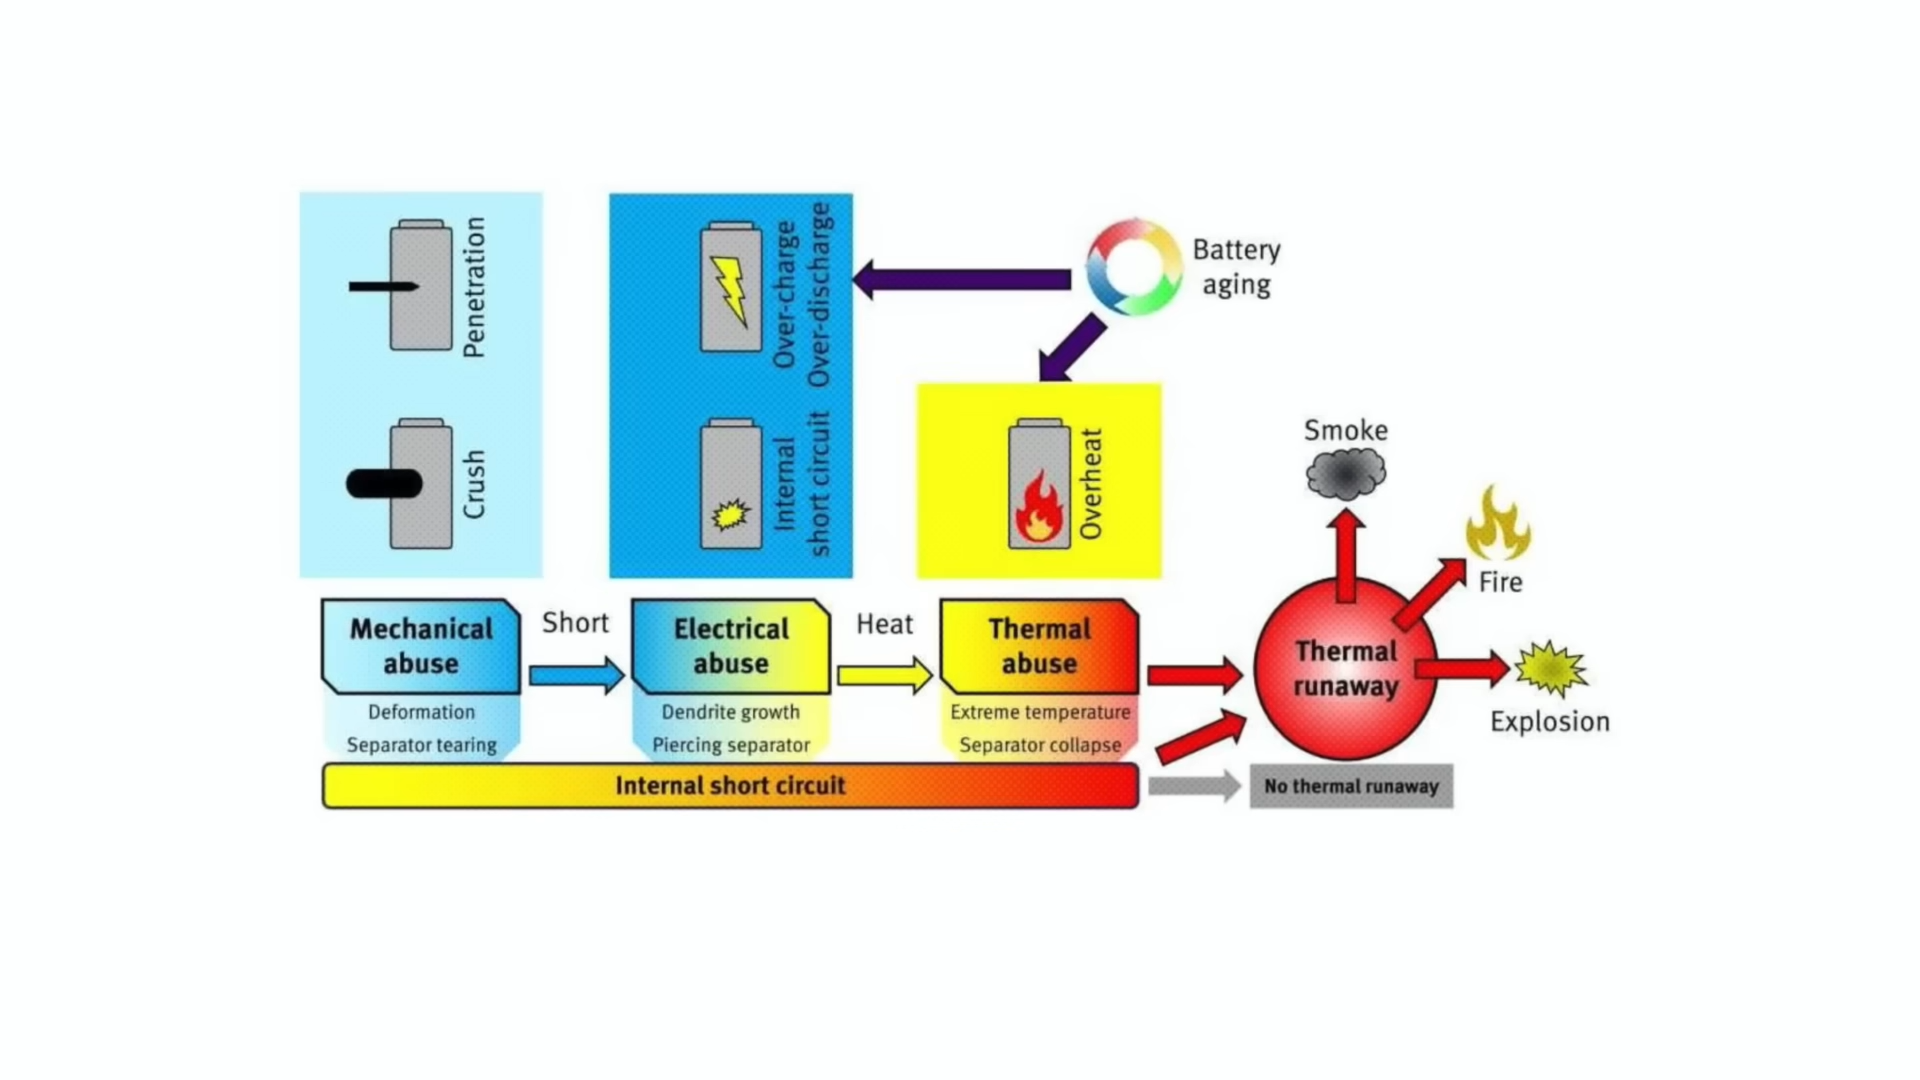 Penetration
Crush
Over-charge
Over-discharge
Internal
short circuit
Battery
aging
Overheat
Smoke
Fire
Explosion
Mechanical
abuse
Short
Electrical
abuse
Heat
Thermal
abuse
Thermal
runaway
Deformation
Separator tearing
Dendrite growth
Piercing separator
Extreme temperature
Separator collapse
Internal short circuit
No thermal runaway